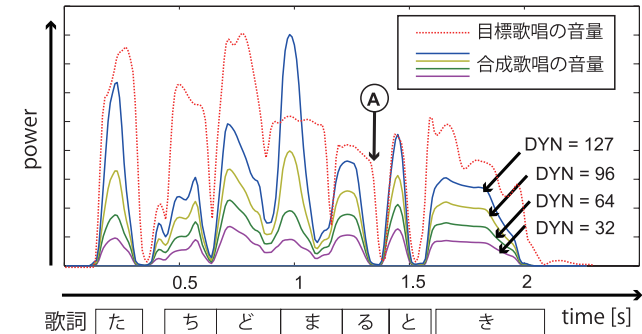 目標歌唱の音量
合成歌唱の音量
A
power
DYN = 127
DYN = 96
DYN = 64
DYN = 32
0.5 1 1.5 2
歌詞 た ち ど ま る と き time [s]